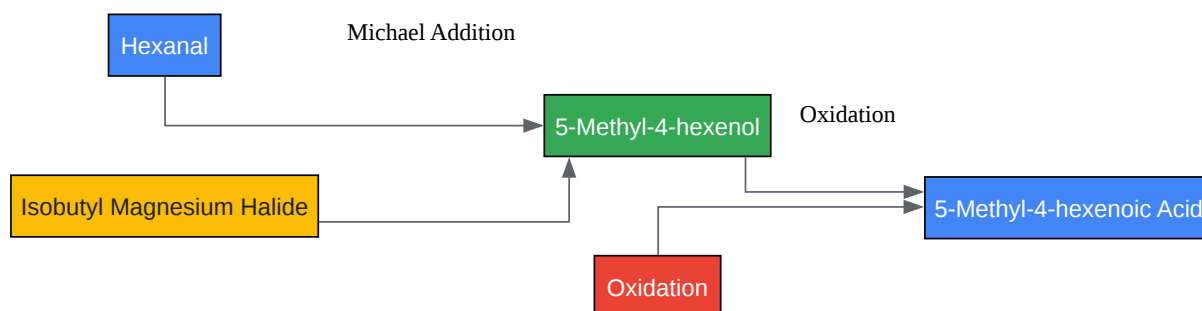 Michael Addition
Hexanal
Oxidation
5-Methyl-4-hexenol
Isobutyl Magnesium Halide
5-Methyl-4-hexenoic Acid
Oxidation